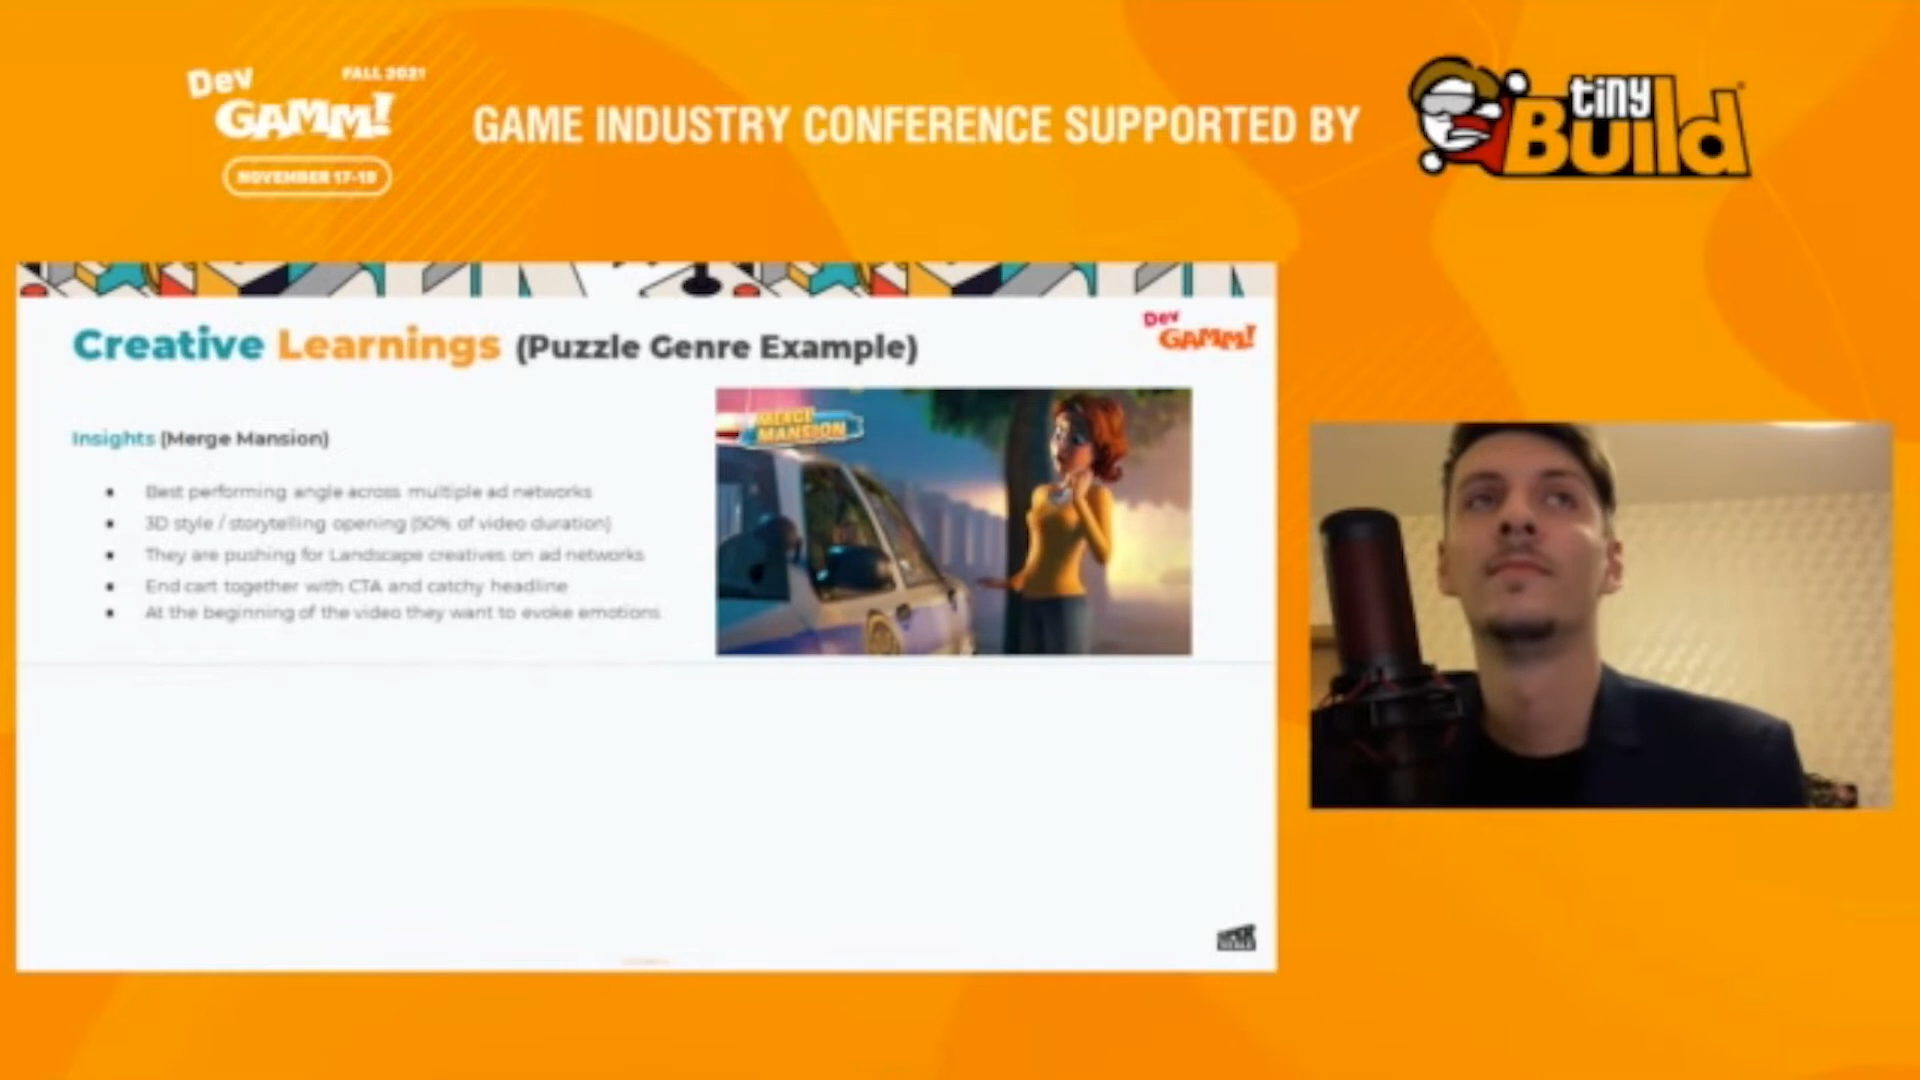 Dev
GAMM!
FALL 2021
NOVEMBER 17-19
GAME INDUSTRY CONFERENCE SUPPORTED BY
tiny
Build
Creative Learnings (Puzzle Genre Example)
Dev
GAMM!
Insights (Merge Mansion)
Best performing angle across multiple ad networks
3D style / storytelling opening (50% of video duration)
They are pushing for Landscape creatives on ad networks
End cart together with CTA and catchy headline
At the beginning of the video they want to evoke emotions
MERGE
MANSION
SUPER
SCALE